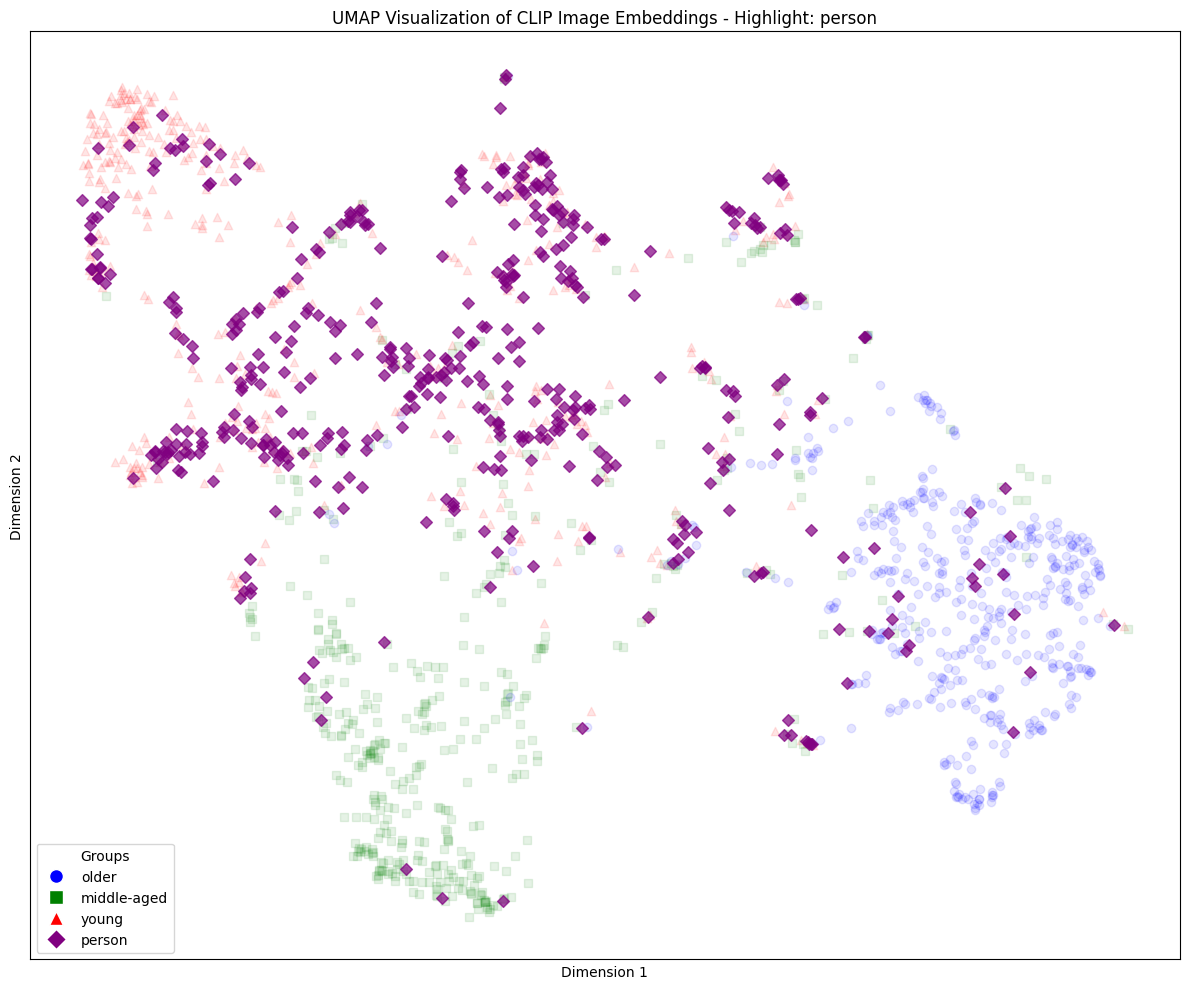 UMAP Visualization of CLIP Image Embeddings - Highlight: person
Dimension 2
Groups
older
middle-aged
young
person
Dimension 1